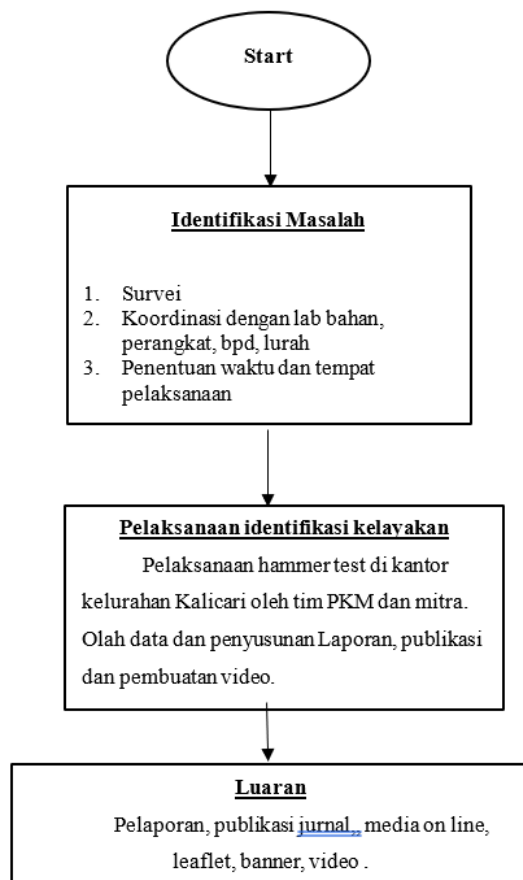 Start
Identifikasi Masalah
1. Survei
2. Koordinasi dengan lab bahan,
perangkat, bpd, lurah
3. Penentuan waktu dan tempat
pelaksanaan
Pelaksanaan identifikasi kelayakan
Pelaksanaan hammer test di kantor
kelurahan Kalicari oleh tim PKM dan mitra.
Olah data dan penyusunan Laporan, publikasi
dan pembuatan video.
Luaran
Pelaporan, publikasi jurnal,, media on line,
leaflet, banner, video .